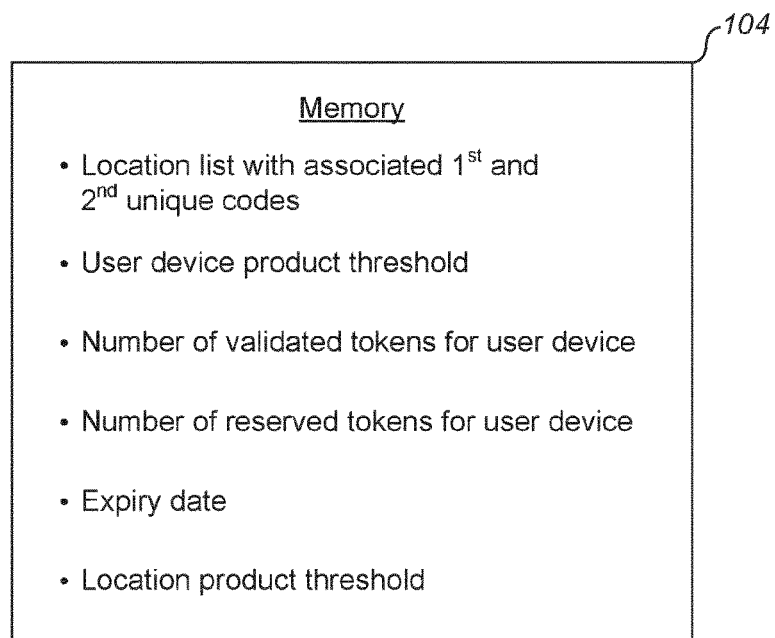 104
Memory
• Location list with associated 1st and
2nd unique codes
• User device product threshold
• Number of validated tokens for user device
• Number of reserved tokens for user device
• Expiry date
• Location product threshold